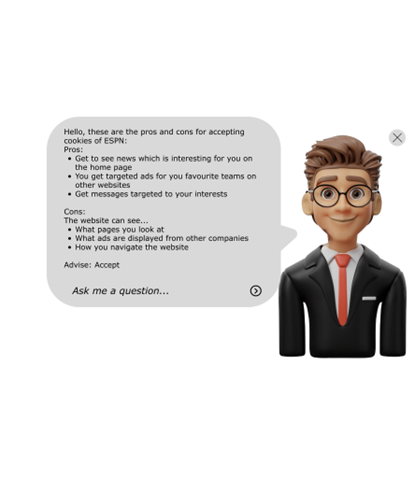 Hello, these are the pros and cons for accepting
cookies of ESPN:
Pros:
• Get to see news which is interesting for you on
the home page
• You get targeted ads for you favourite teams on
other websites
• Get messages targeted to your interests
Cons:
The website can see...
• What pages you look at
• What ads are displayed from other companies
• How you navigate the website
Advise: Accept
Ask me a question...